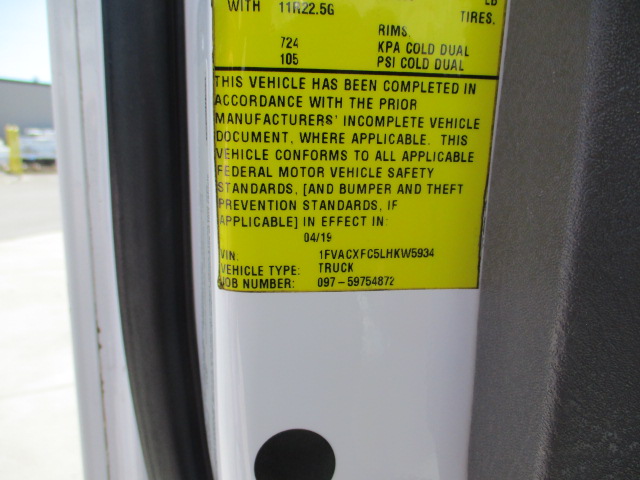 LB
WITH 11R22.5G TIRES,
RIMS,
724 KPA COLD DUAL
105 PSI COLD DUAL
THIS VEHICLE HAS BEEN COMPLETED IN
ACCORDANCE WITH THE PRIOR
MANUFACTURERS' INCOMPLETE VEHICLE
DOCUMENT, WHERE APPLICABLE. THIS
VEHICLE CONFORMS TO ALL APPLICABLE
FEDERAL MOTOR VEHICLE SAFETY
STANDARDS, [AND BUMPER AND THEFT
PREVENTION STANDARDS, IF
APPLICABLE] IN EFFECT IN:
04/19
VIN: 1FVACXFC5LHKW5934
VEHICLE TYPE: TRUCK
JOB NUMBER: 097-59754872